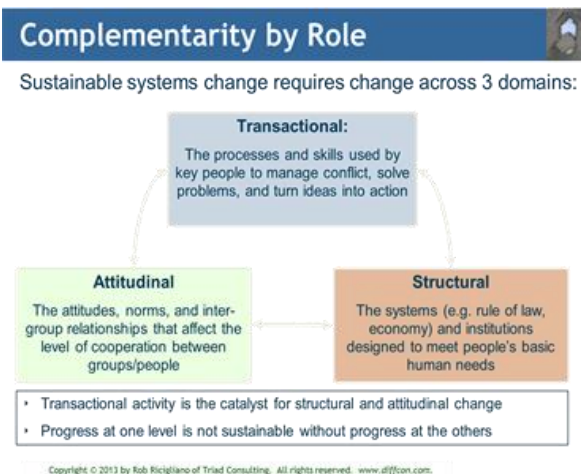 Complementarity by Role
Sustainable systems change requires change across 3 domains:
Transactional:
The processes and skills used by
key people to manage conflict, solve
problems, and turn ideas into action
Attitudinal
The attitudes, norms, and inter-
group relationships that affect the
level of cooperation between
groups/people
Structural
The systems (e.g. rule of law,
economy) and institutions
designed to meet people's basic
human needs
‣ Transactional activity is the catalyst for structural and attitudinal change
‣ Progress at one level is not sustainable without progress at the others
Copyright © 2013 by Rob Ricigliano of Triad Consulting. All rights reserved. www.diffcon.com.